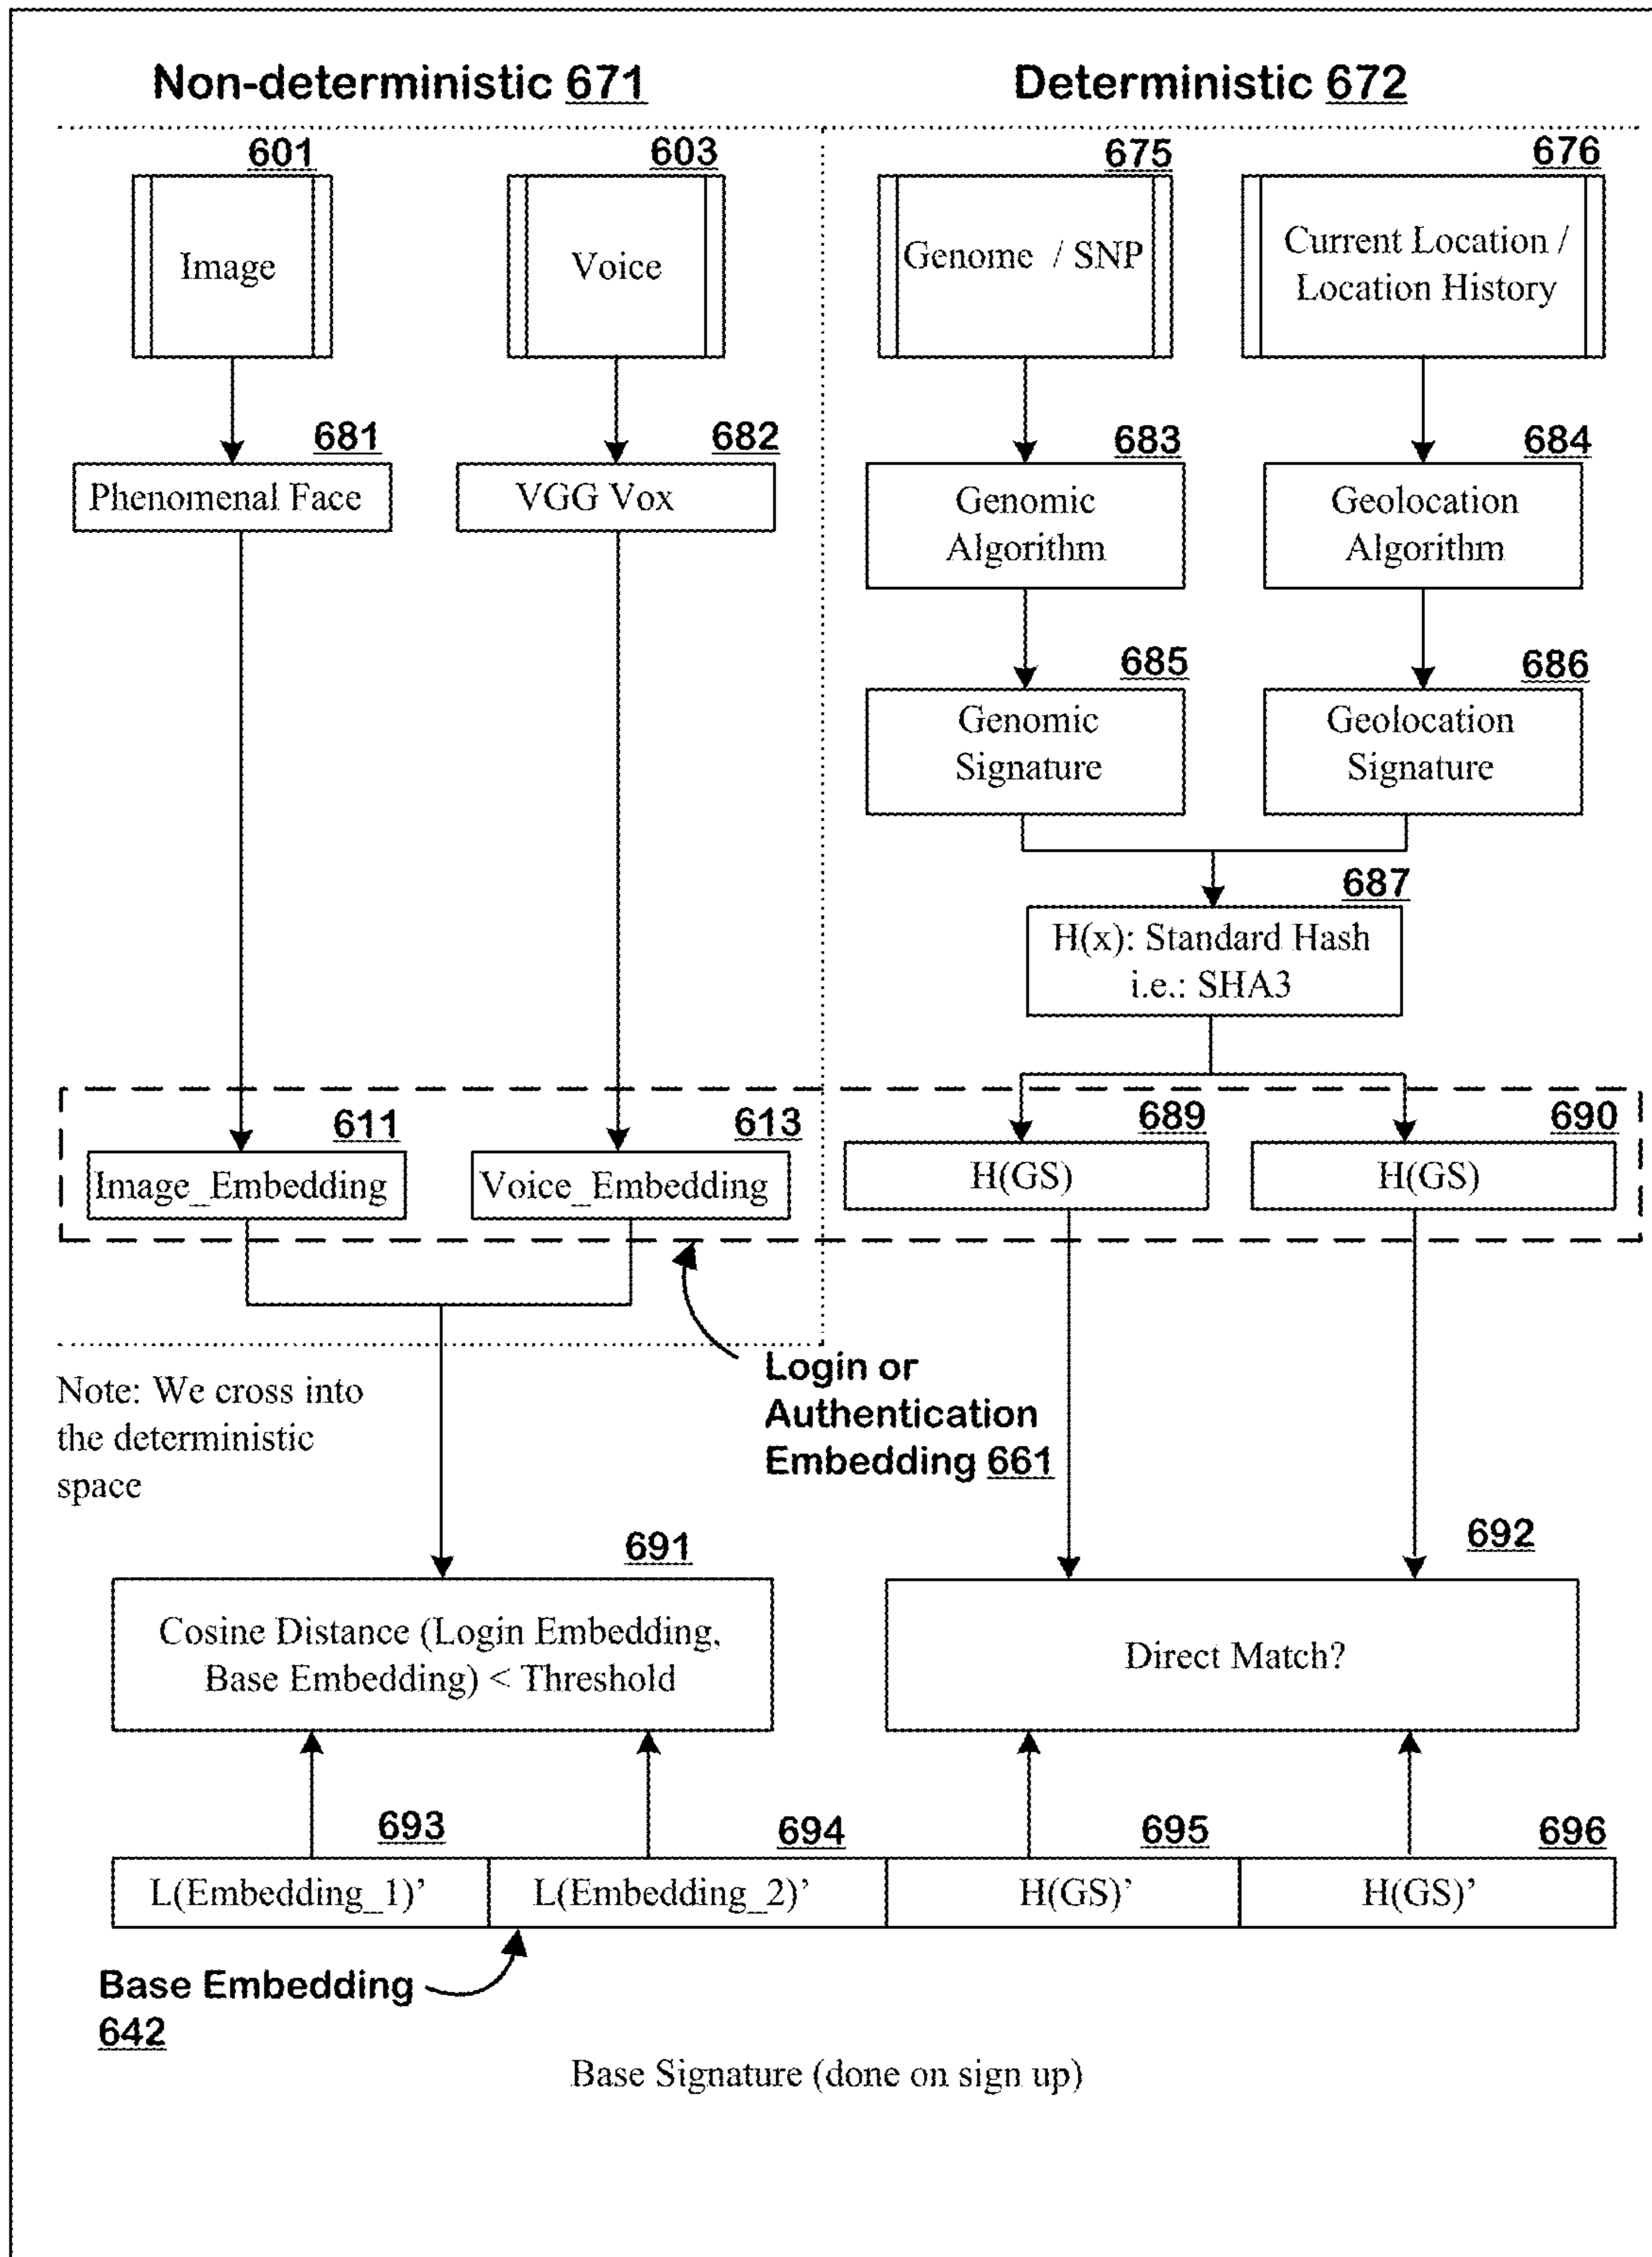 Non-deterministic 671
Deterministic 672
601
603
675
676
Image
Voice
Genome / SNP
Current Location /
Location History
681
682
683
684
Phenomenal Face
VGG Vox
Genomic
Algorithm
Geolocation
Algorithm
685
686
Genomic
Signature
Geolocation
Signature
687
H(x): Standard Hash
i.e.: SHA3
611
613
689
690
Image_Embedding
Voice_Embedding
H(GS)
H(GS)
Note: We cross into
the deterministic
space
Login or
Authentication
Embedding 661
691
692
Cosine Distance (Login Embedding,
Base Embedding) < Threshold
Direct Match?
693
694
695
696
L(Embedding_1)’
L(Embedding_2)’
H(GS)’
H(GS)’
Base Embedding
642
Base Signature (done on sign up)